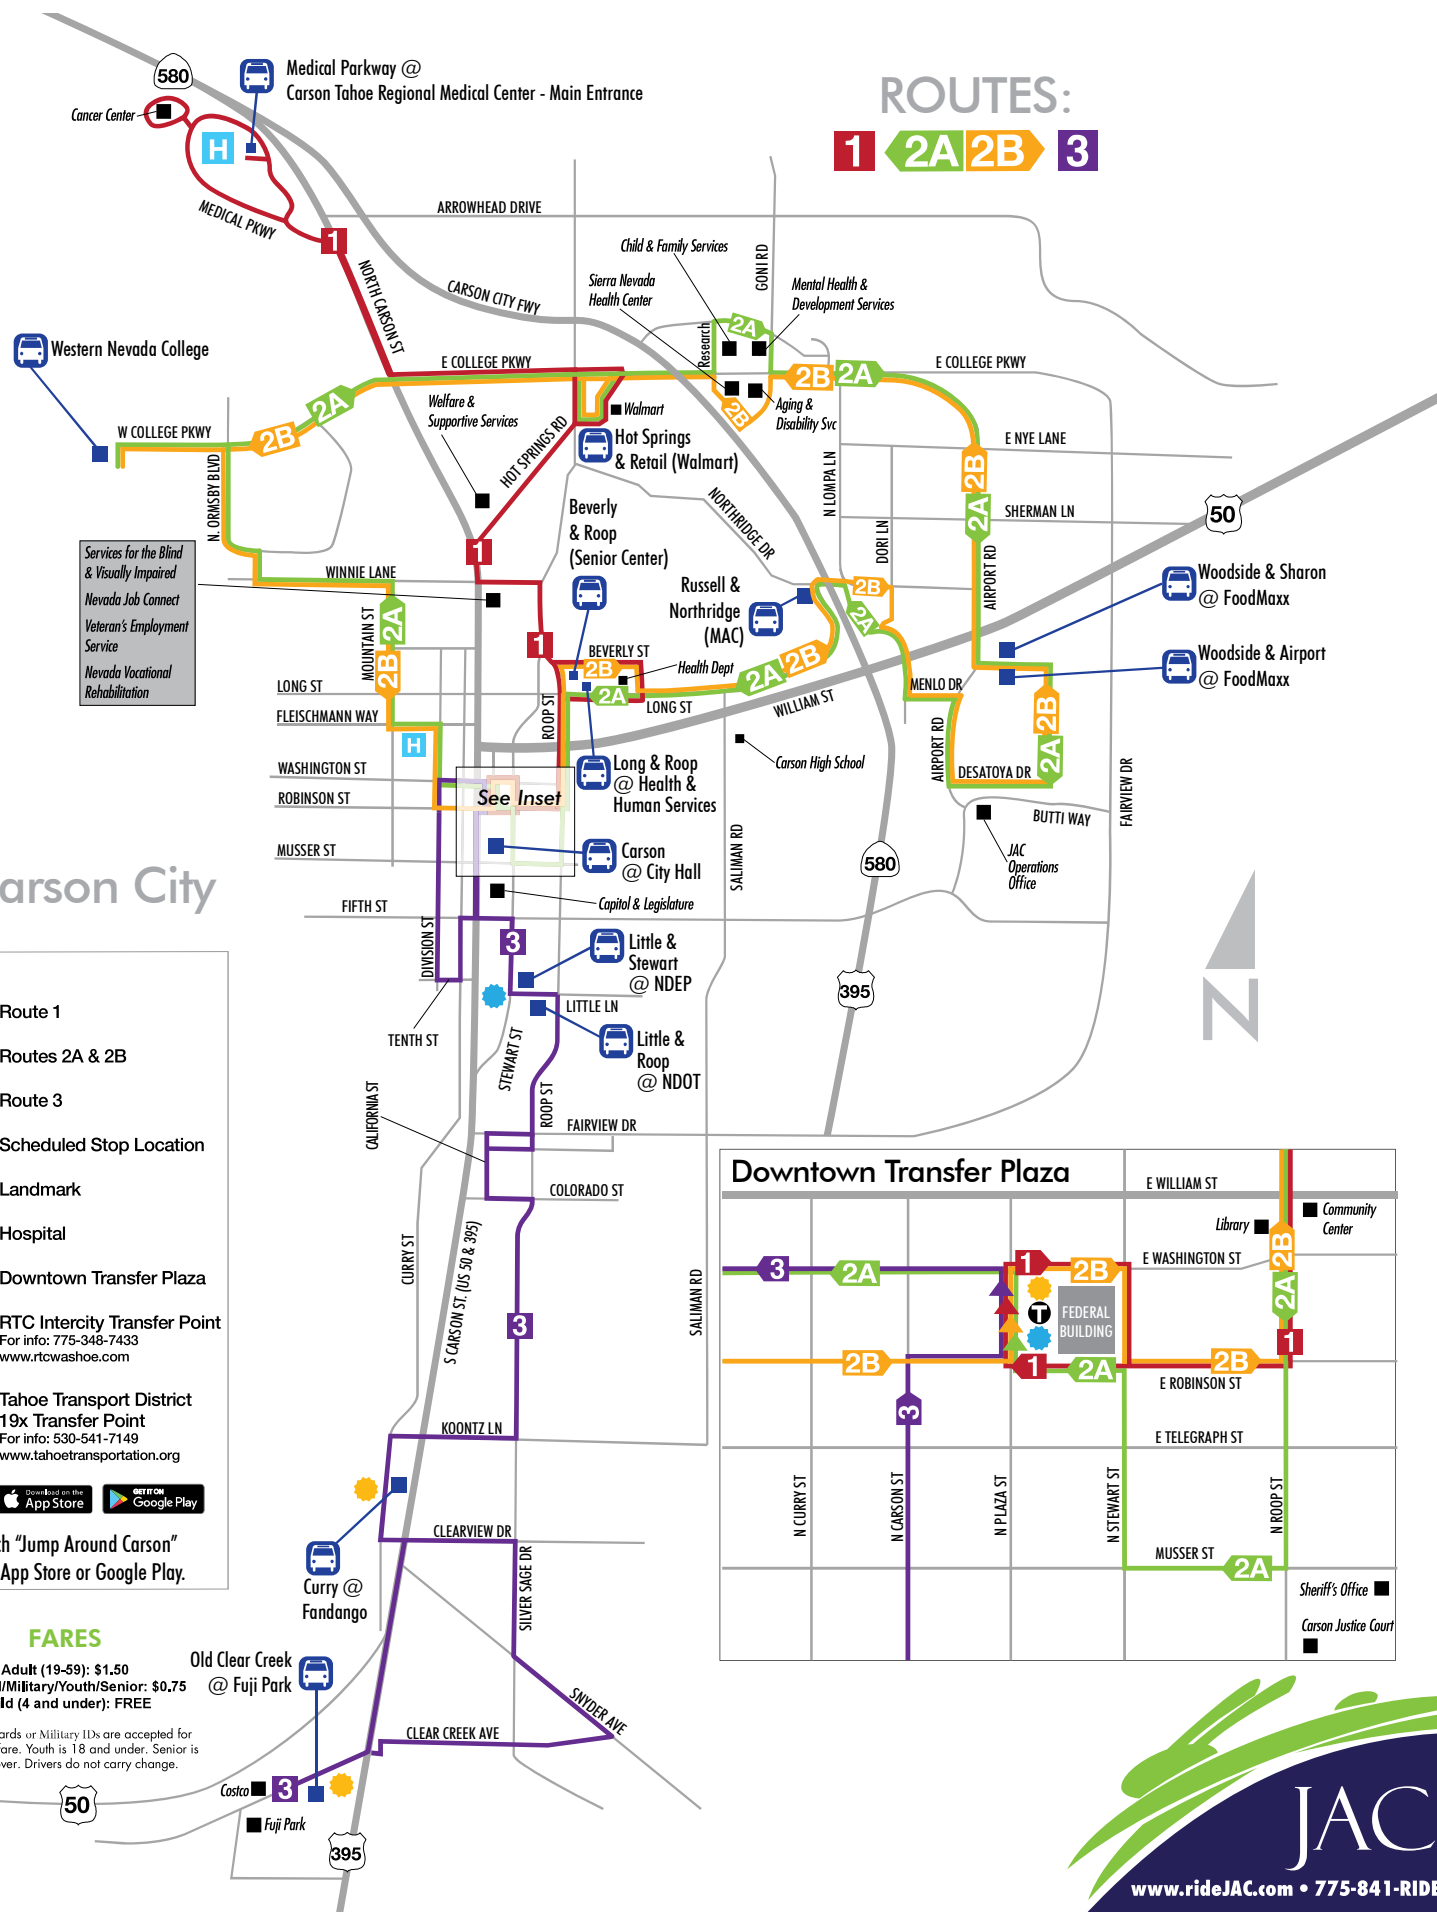 580
Medical Parkway @
Carson Tahoe Regional Medical Center - Main Entrance
ROUTES:
1 2A 2B 3
Cancer Center
H
MEDICAL PKWY
1
ARROWHEAD DRIVE
NORTH CARSON ST
CARSON CITY FWY
Child & Family Services
GONI RD
Sierra Nevada
Health Center
Mental Health &
Development Services
Research
2A
Western Nevada College
E COLLEGE PKWY
2B 2A
E COLLEGE PKWY
2A
2B
W COLLEGE PKWY
N. ORMSBY BLVD
Welfare &
Supportive Services
HOT SPRINGS RD
Walmart
Hot Springs
& Retail (Walmart)
2B
Aging &
Disability Svc
N LOMPA LN
E NYE LANE
2B
2A
SHERMAN LN
50
DORI LN
AIRPORT RD
NORTHRIDGE DR
Beverly
& Roop
(Senior Center)
1
Services for the Blind
& Visually Impaired
Nevada Job Connect
Veteran's Employment
Service
Nevada Vocational
Rehabilitation
WINNIE LANE
MOUNTAIN ST
2A
2B
Russell &
Northridge
(MAC)
2B
2A
Woodside & Sharon
@ FoodMaxx
Woodside & Airport
@ FoodMaxx
1
BEVERLY ST
2B
2A
Health Dept
2A
2B
LONG ST
LONG ST
FLEISCHMANN WAY
ROOP ST
WILLIAM ST
MENLO DR
2B
2A
AIRPORT RD
DESATOYA DR
FAIRVIEW DR
H
Carson High School
WASHINGTON ST
See Inset
ROBINSON ST
Long & Roop
@ Health &
Human Services
MUSSER ST
Carson
@ City Hall
SALIMAN RD
580
BUTTI WAY
JAC
Operations
Office
arson City
Capitol & Legislature
FIFTH ST
DIVISION ST
3
Little &
Stewart
@ NDEP
395
N
LITTLE LN
TENTH ST
STEWART ST
Little &
Roop
@ NDOT
CALIFORNIA ST
ROOP ST
FAIRVIEW DR
COLORADO ST
CURRY ST
S CARSON ST. (US 50 & 395)
SALIMAN RD
3
KOONTZ LN
CLEARVIEW DR
SILVER SAGE DR
Curry @
Fandango
Old Clear Creek
@ Fuji Park
SNYDER AVE
CLEAR CREEK AVE
Costco
3
Fuji Park
50
395
Route 1
Routes 2A & 2B
Route 3
Scheduled Stop Location
Landmark
Hospital
Downtown Transfer Plaza
RTC Intercity Transfer Point
For info: 775-348-7433
www.rtcwashoe.com
Tahoe Transport District
19x Transfer Point
For info: 530-541-7149
www.tahoetransportation.org
Download on the
App Store
GET IT ON
Google Play
ch "Jump Around Carson"
App Store or Google Play.
FARES
Adult (19-59): $1.50
l/Military/Youth/Senior: $0.75
ld (4 and under): FREE
ards or Military IDs are accepted for
fare. Youth is 18 and under. Senior is
ver. Drivers do not carry change.
Downtown Transfer Plaza
E WILLIAM ST
Library
Community
Center
E WASHINGTON ST
3
2A
1
2B
2B
2A
T
FEDERAL
BUILDING
2B
1
2A
2B
1
E ROBINSON ST
3
E TELEGRAPH ST
N CURRY ST
N CARSON ST
N PLAZA ST
N STEWART ST
N ROOP ST
MUSSER ST
2A
Sheriff's Office
Carson Justice Court
JAC
www.rideJAC.com • 775-841-RIDE